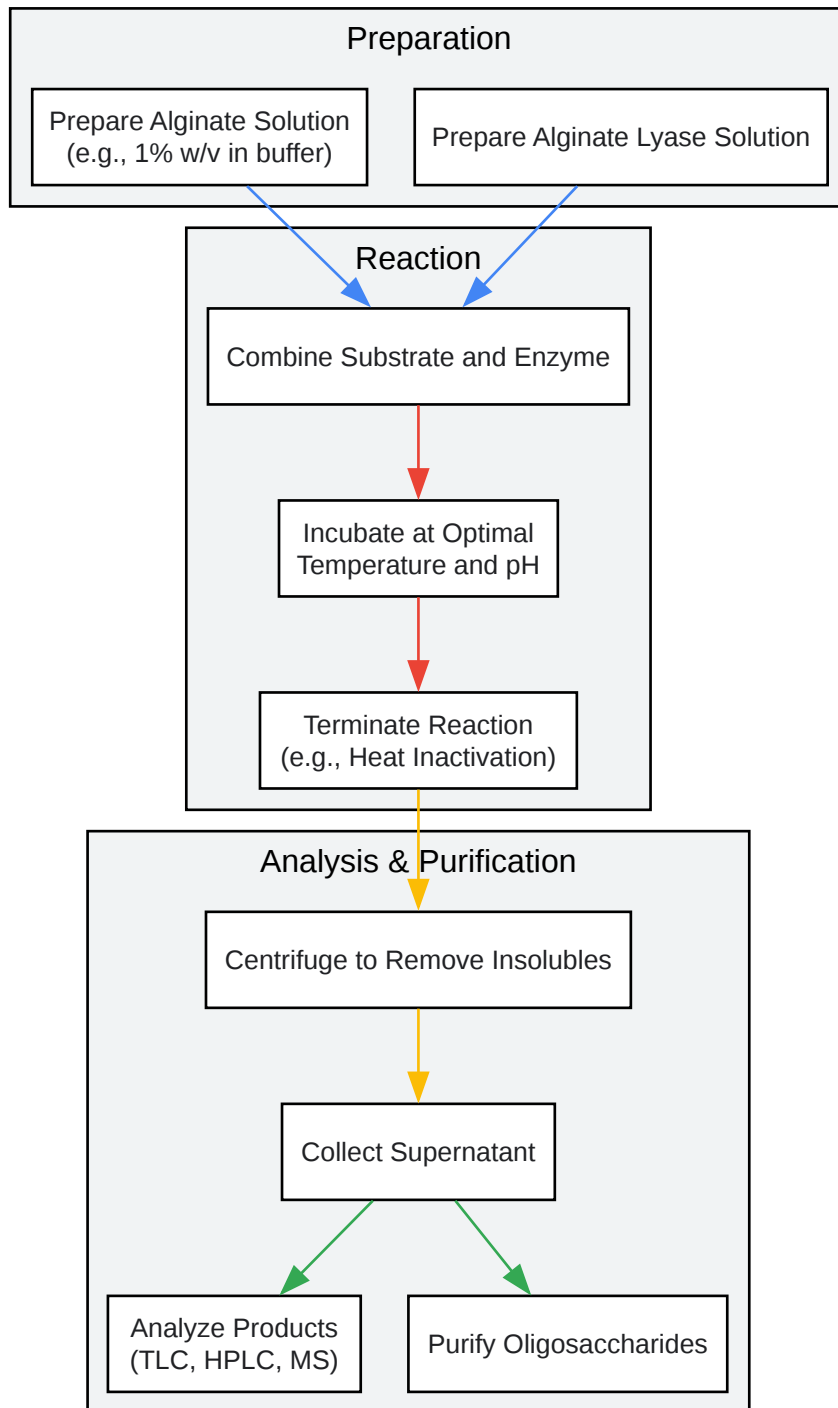 Preparation
Prepare Alginate Solution
(e.g., 1% w/v in buffer)
Prepare Alginate Lyase Solution
Reaction
Combine Substrate and Enzyme
Incubate at Optimal
Temperature and pH
Terminate Reaction
(e.g., Heat Inactivation)
Analysis & Purification
Centrifuge to Remove Insolubles
Collect Supernatant
Analyze Products
(TLC, HPLC, MS)
Purify Oligosaccharides